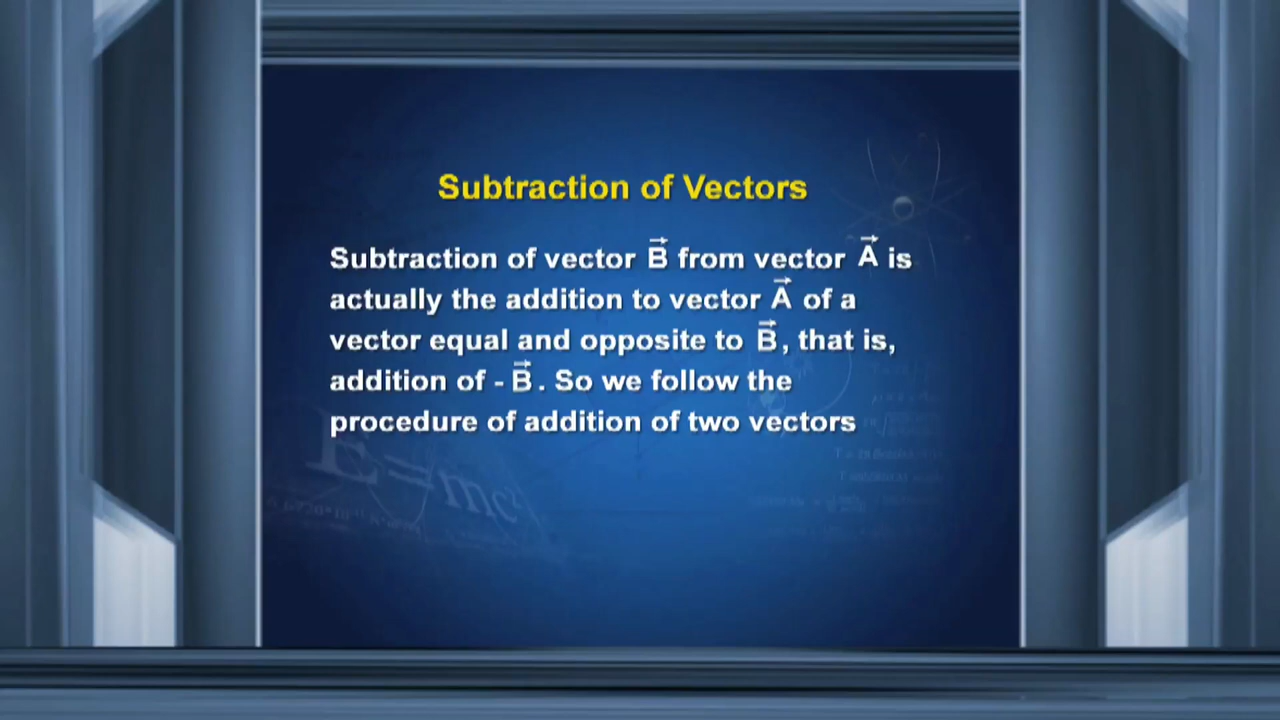 Subtraction of Vectors
Subtraction of vector B⃗ from vector A⃗ is
actually the addition to vector A⃗ of a
vector equal and opposite to B⃗, that is,
addition of - B⃗. So we follow the
procedure of addition of two vectors
E=mc²